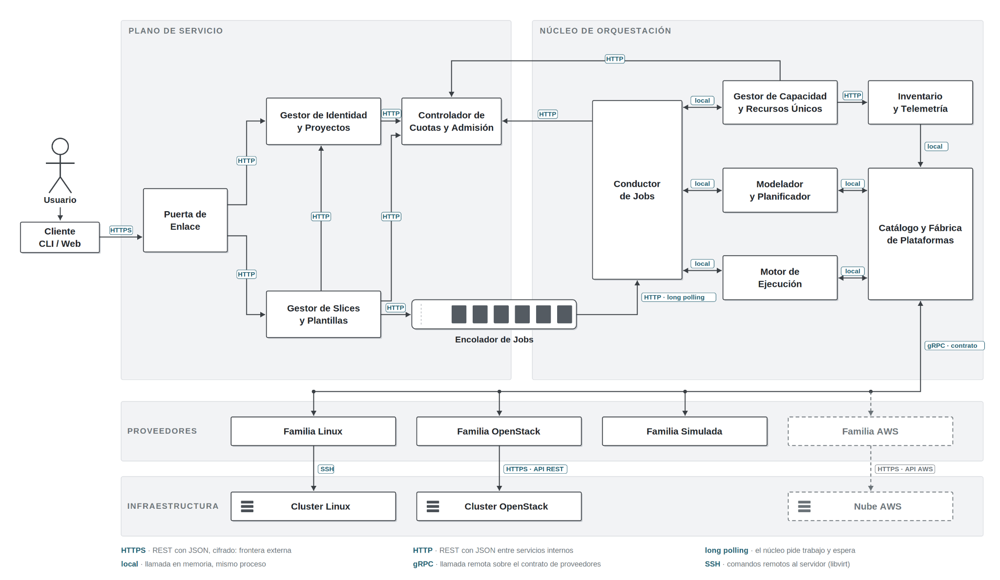 PLANO DE SERVICIO
NÚCLEO DE ORQUESTACIÓN
HTTP
Gestor de Capacidad
y Recursos Únicos
HTTP
Inventario
y Telemetría
local
Gestor de Identidad
y Proyectos
HTTP
Controlador de
Cuotas y Admisión
HTTP
local
HTTP
Usuario
Cliente
CLI / Web
HTTPS
Puerta de
Enlace
HTTP
HTTP
HTTP
Conductor
de Jobs
local
Modelador
y Planificador
local
Catálogo y Fábrica
de Plataformas
local
Motor de
Ejecución
local
HTTP · long polling
Gestor de Slices
y Plantillas
HTTP
Encolador de Jobs
gRPC · contrato
PROVEEDORES
Familia Linux
Familia OpenStack
Familia Simulada
Familia AWS
SSH
HTTPS · API REST
HTTPS · API AWS
INFRAESTRUCTURA
Cluster Linux
Cluster OpenStack
Nube AWS
HTTPS · REST con JSON, cifrado: frontera externa
HTTP · REST con JSON entre servicios internos
long polling · el núcleo pide trabajo y espera
local · llamada en memoria, mismo proceso
gRPC · llamada remota sobre el contrato de proveedores
SSH · comandos remotos al servidor (libvirt)